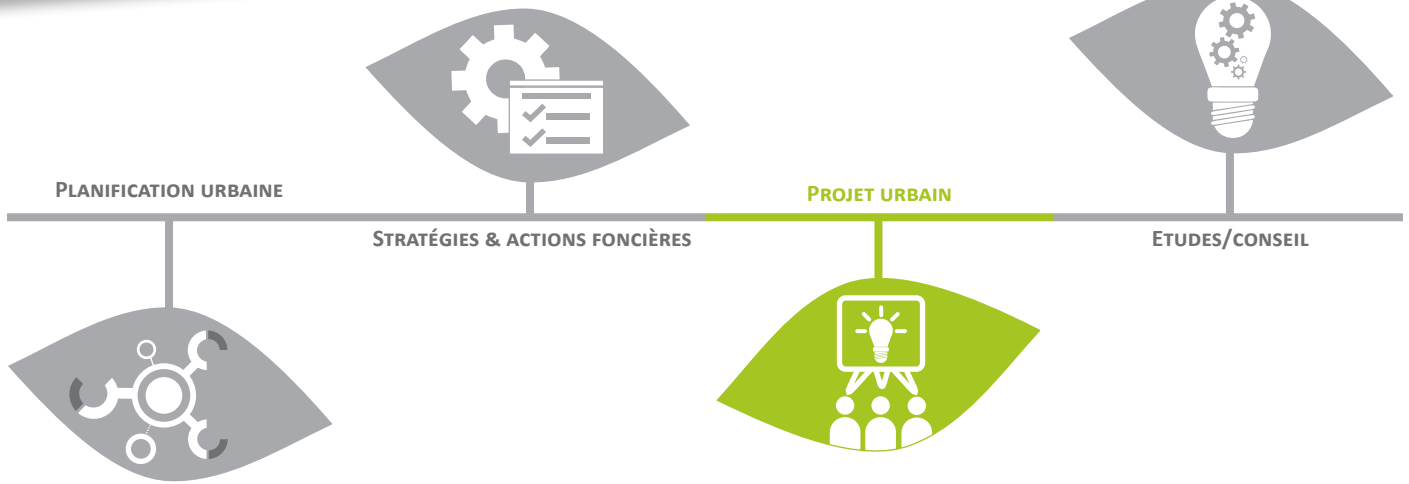 Planification urbaine
Projet urbain
Stratégies & actions foncières
Etudes/conseil